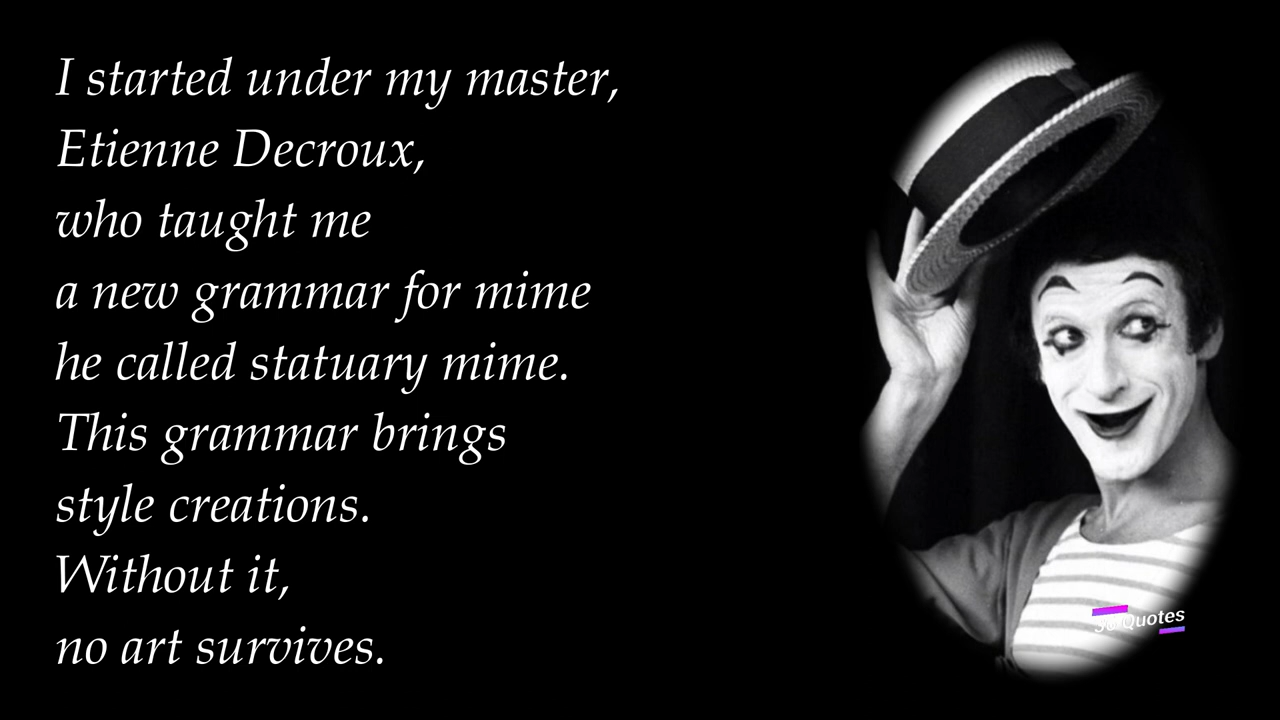 I started under my master,
Etienne Decroux,
who taught me
a new grammar for mime
he called statuary mime.
This grammar brings
style creations.
Without it,
no art survives.
Quotes